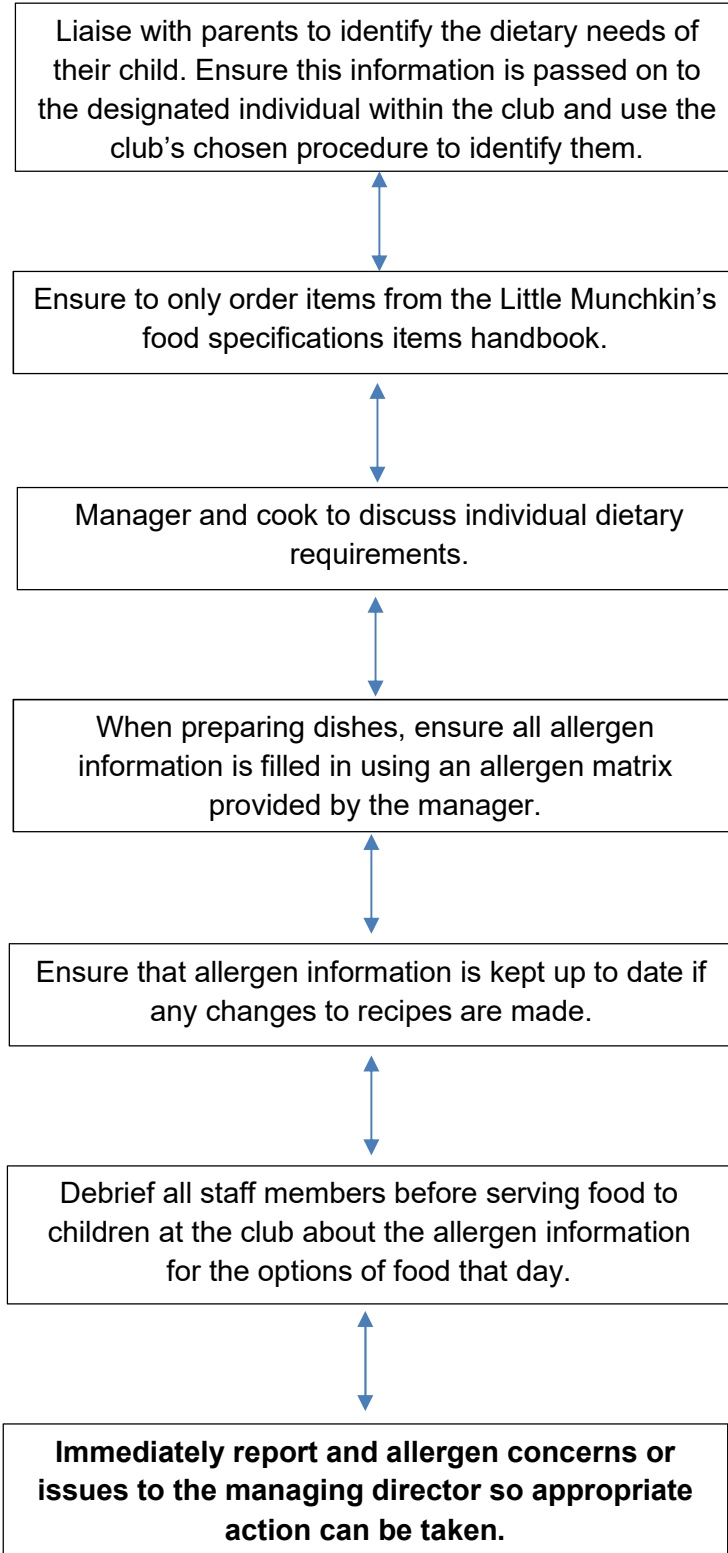 Liaise with parents to identify the dietary needs of
their child. Ensure this information is passed on to
the designated individual within the club and use the
club’s chosen procedure to identify them.
Ensure to only order items from the Little Munchkin’s
food specifications items handbook.
Manager and cook to discuss individual dietary
requirements.
When preparing dishes, ensure all allergen
information is filled in using an allergen matrix
provided by the manager.
Ensure that allergen information is kept up to date if
any changes to recipes are made.
Debrief all staff members before serving food to
children at the club about the allergen information
for the options of food that day.
Immediately report and allergen concerns or
issues to the managing director so appropriate
action can be taken.